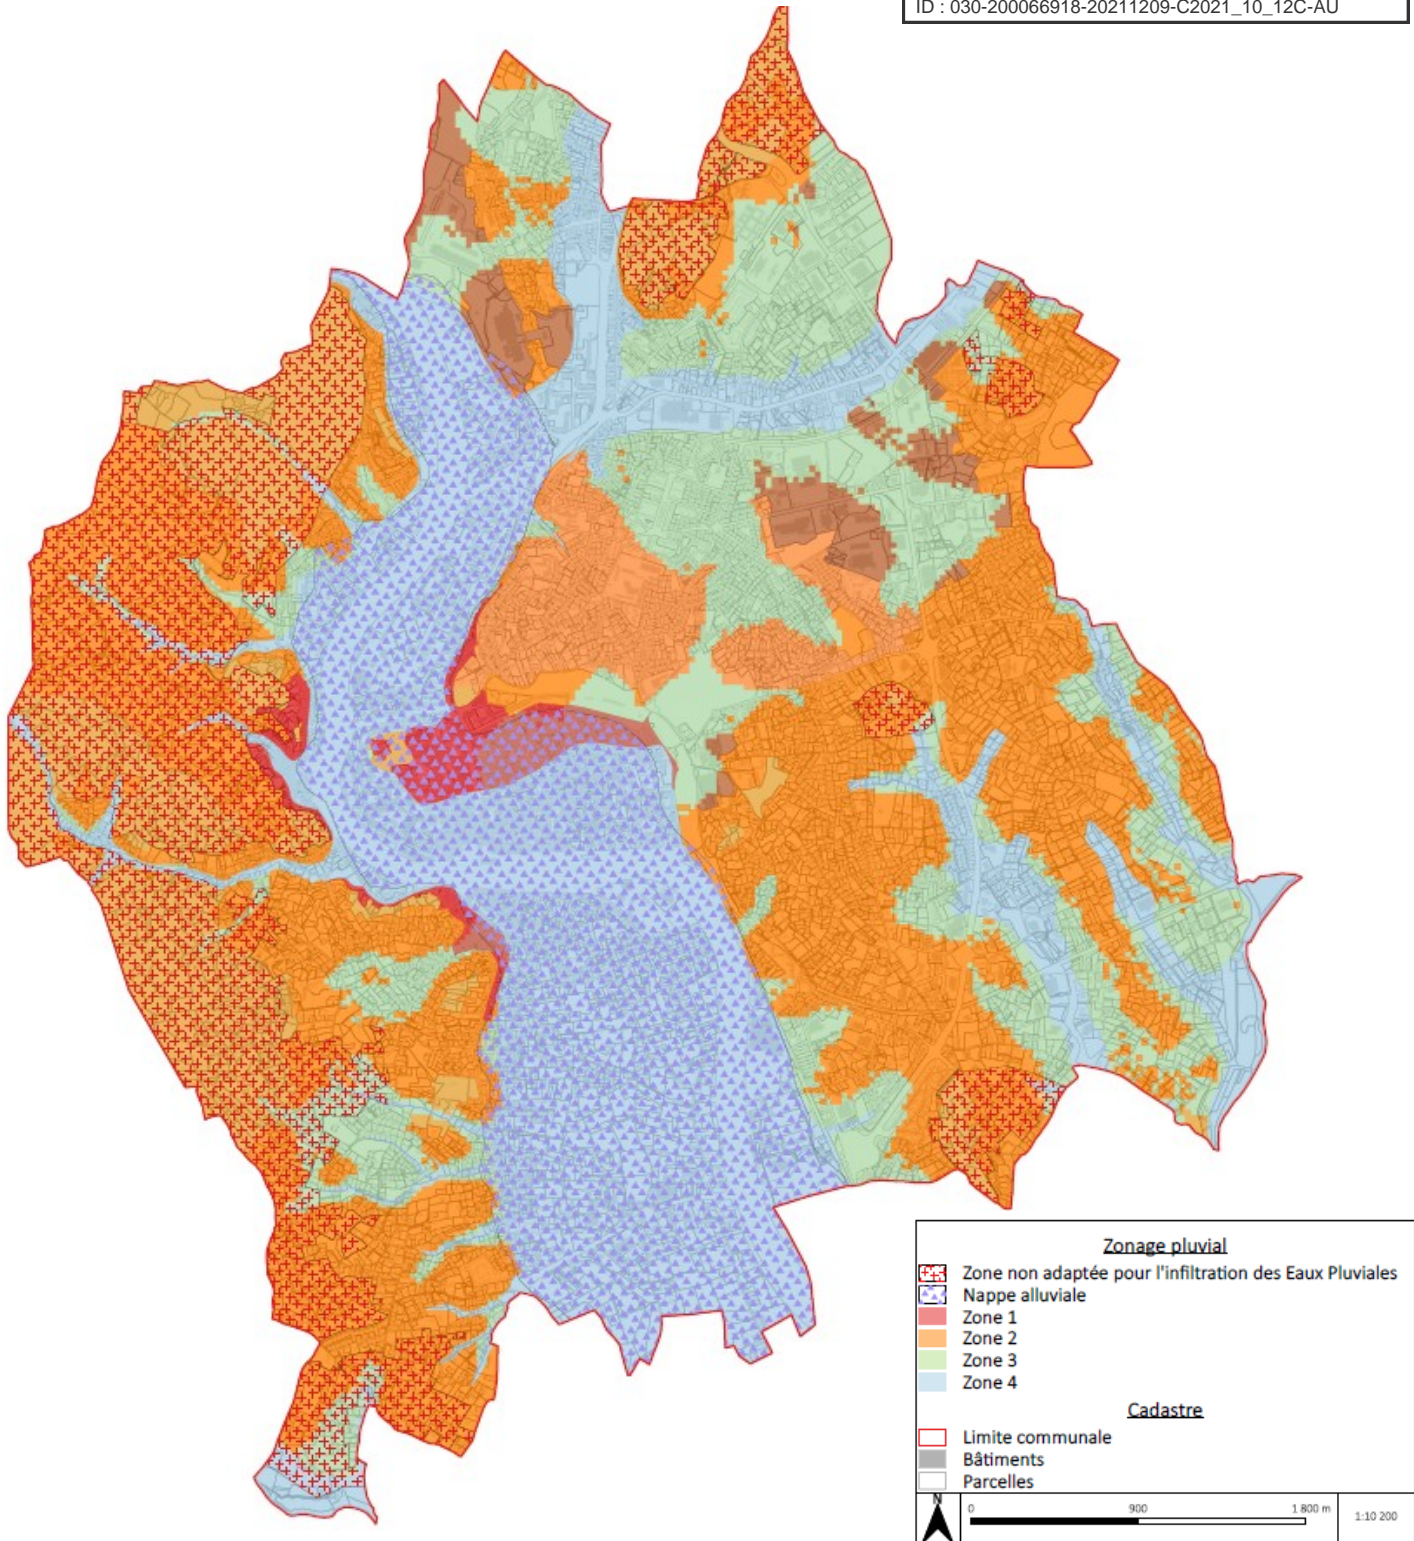 ID : 030-200066918-20211209-C2021_10_12C-AU
Zonage pluvial
Zone non adaptée pour l'infiltration des Eaux Pluviales
Nappe alluviale
Zone 1
Zone 2
Zone 3
Zone 4
Cadastre
Limite communale
Bâtiments
Parcelles
N
0 900 1 800 m
1:10 200